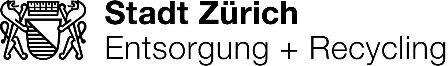 Stadt Zürich
Entsorgung + Recycling